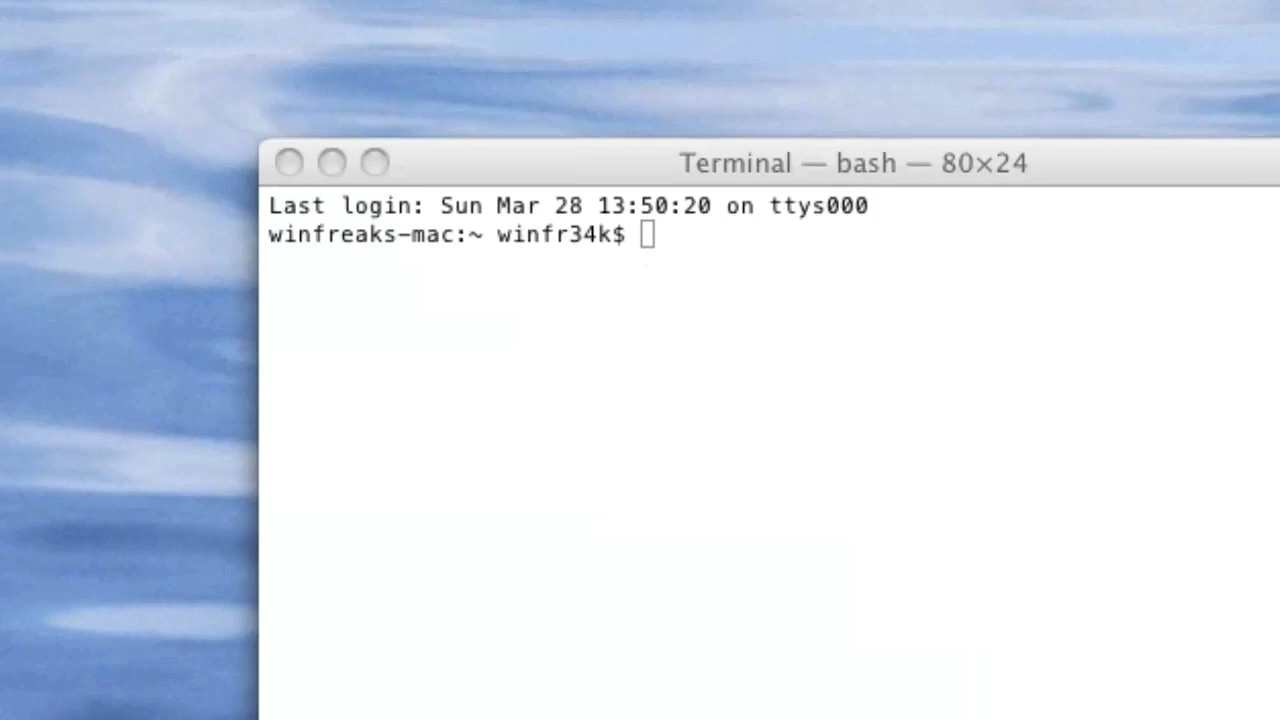 Terminal — bash — 80×24
Last login: Sun Mar 28 13:50:20 on ttys000
winfreaks-mac:~ winfr34k$